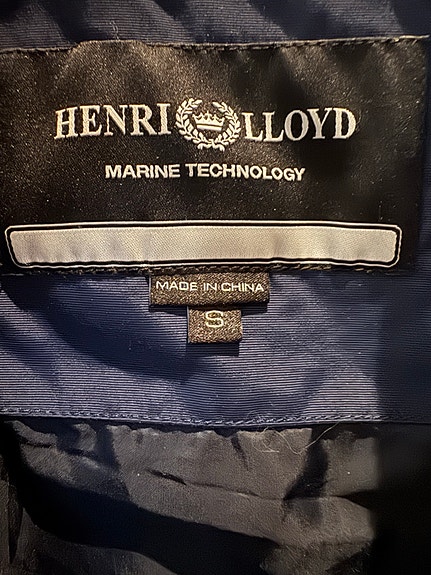 HENRI LLOYD
MARINE TECHNOLOGY
MADE IN CHINA
S